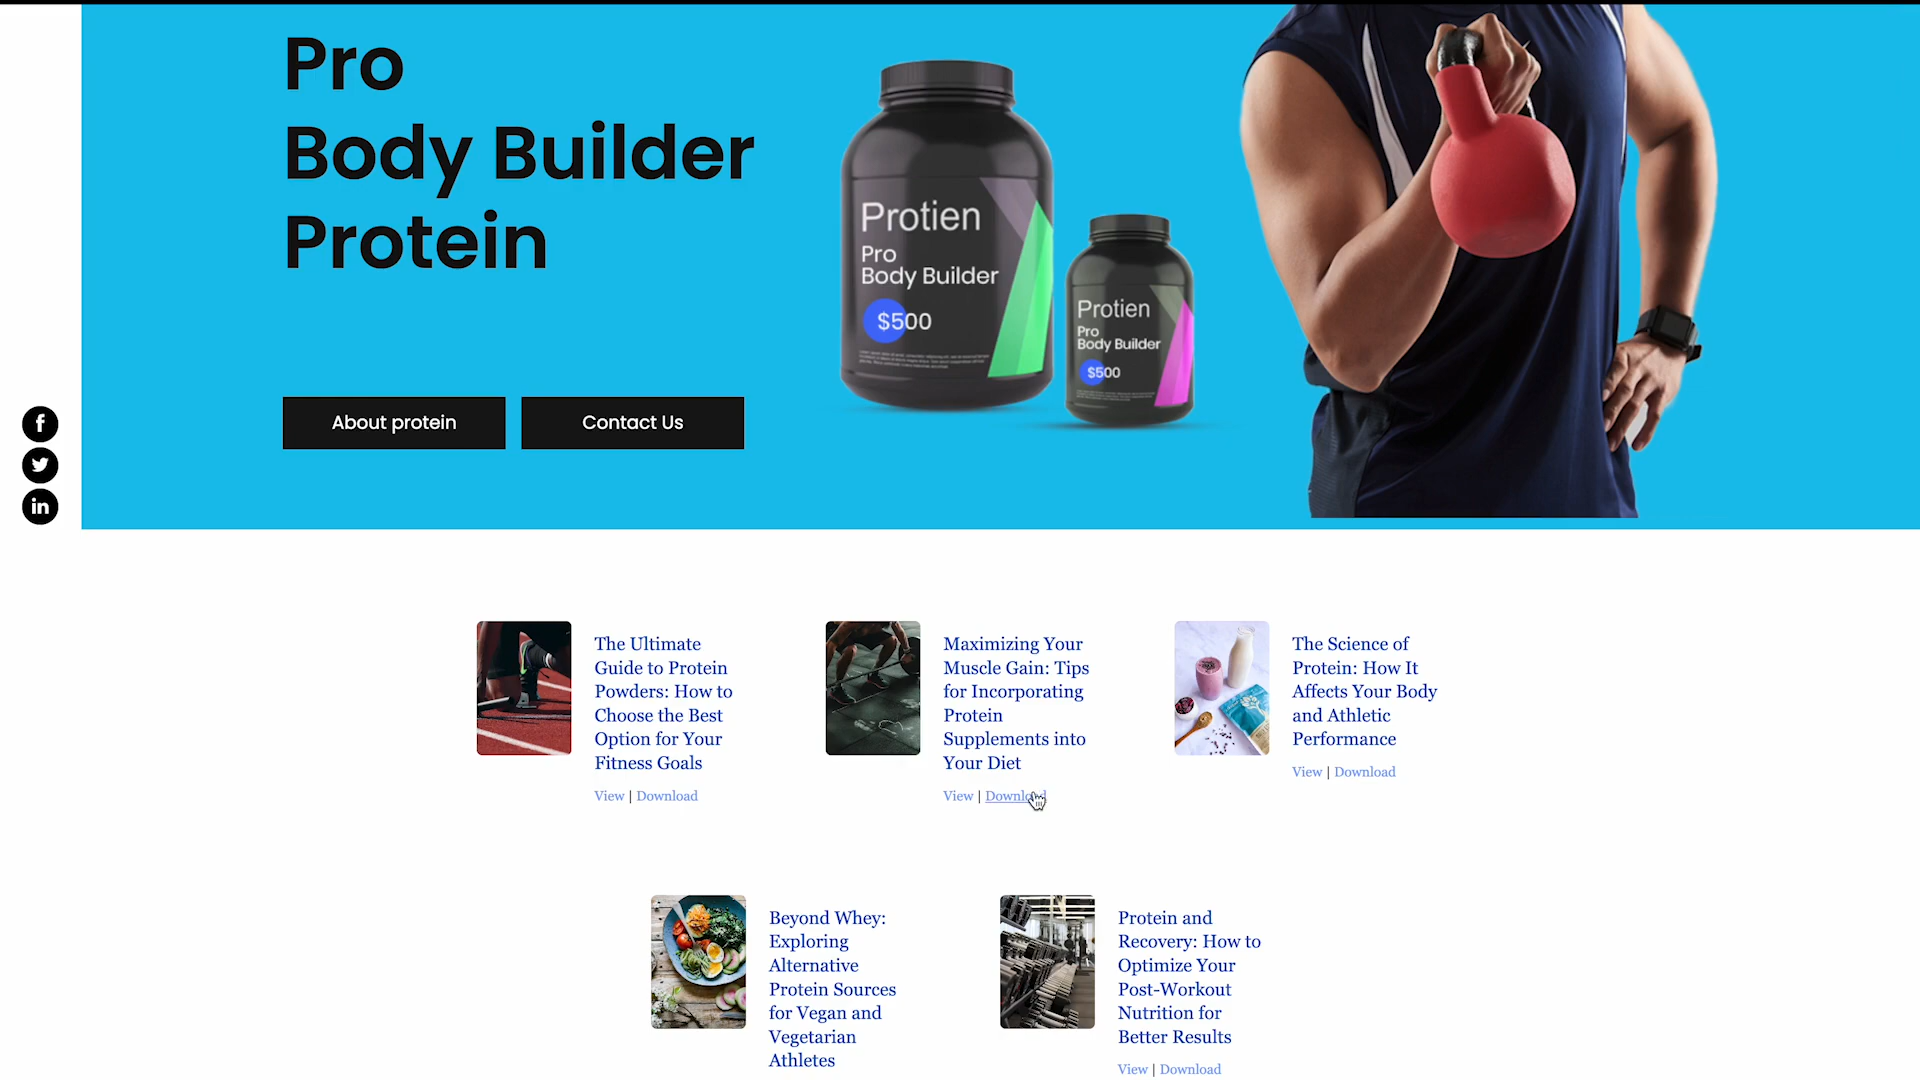 Pro
Body Builder
Protein
About protein
Contact Us
Protien
Pro
Body Builder
$500
Protien
Pro
Body Builder
$500
f
in
The Ultimate
Guide to Protein
Powders: How to
Choose the Best
Option for Your
Fitness Goals
View | Download
Maximizing Your
Muscle Gain: Tips
for Incorporating
Protein
Supplements into
Your Diet
View | Download
The Science of
Protein: How It
Affects Your Body
and Athletic
Performance
View | Download
Beyond Whey:
Exploring
Alternative
Protein Sources
for Vegan and
Vegetarian
Athletes
Protein and
Recovery: How to
Optimize Your
Post-Workout
Nutrition for
Better Results
View | Download